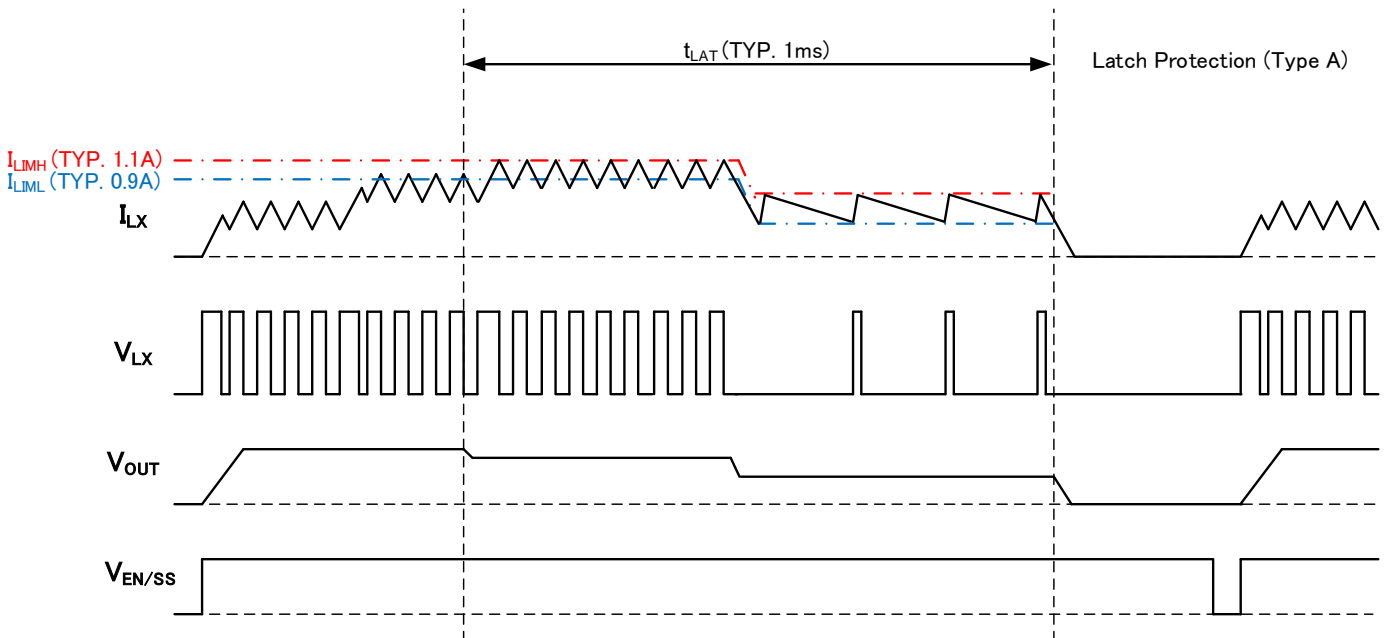 tLAT (TYP. 1ms)
Latch Protection (Type A)
ILIMH (TYP. 1.1A)
ILIML (TYP. 0.9A)
ILX
VLX
VOUT
VEN/SS